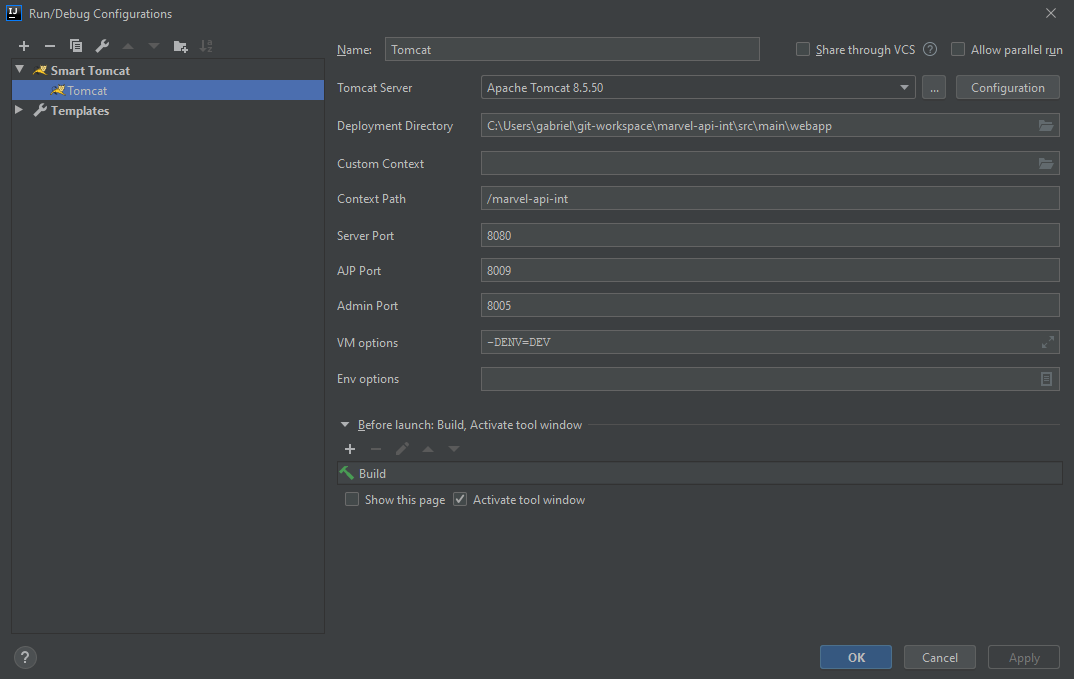 IJ Run/Debug Configurations
Name: Tomcat Share through VCS ? Allow parallel run
Smart Tomcat
Tomcat
Templates
Tomcat Server Apache Tomcat 8.5.50 ... Configuration
Deployment Directory C:\Users\gabriel\git-workspace\marvel-api-int\src\main\webapp
Custom Context
Context Path /marvel-api-int
Server Port 8080
AJP Port 8009
Admin Port 8005
VM options -DENV=DEV
Env options
Before launch: Build, Activate tool window
Build
Show this page Activate tool window
? OK Cancel Apply